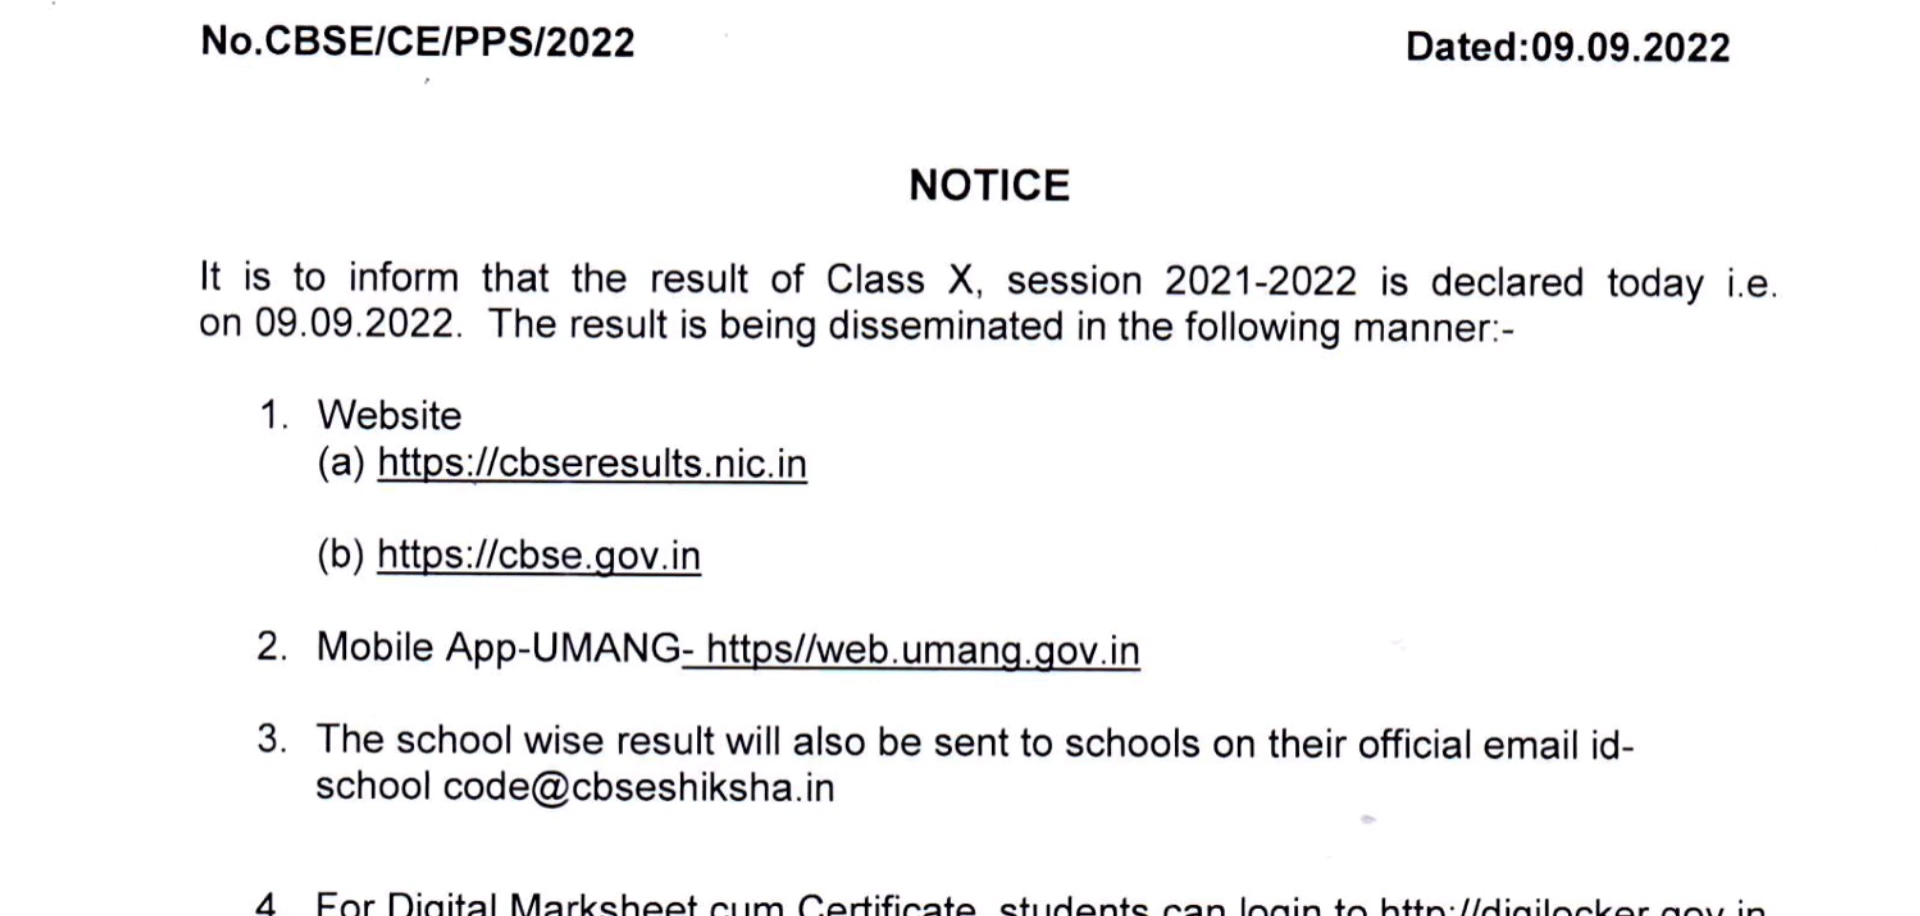 No.CBSE/CE/PPS/2022 Dated:09.09.2022
NOTICE
It is to inform that the result of Class X, session 2021-2022 is declared today i.e.
on 09.09.2022. The result is being disseminated in the following manner:-
1. Website
(a) https://cbseresults.nic.in
(b) https://cbse.gov.in
2. Mobile App-UMANG- https//web.umang.gov.in
3. The school wise result will also be sent to schools on their official email id-
school code@cbseshiksha.in
4. For Digital Marksheet cum Certificate, students can login to http://digilocker.gov.in